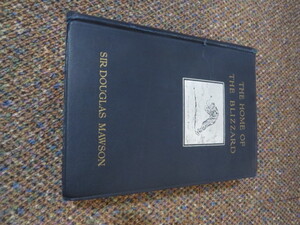 THE HOME OF
THE BLIZZARD
SIR DOUGLAS MAWSON